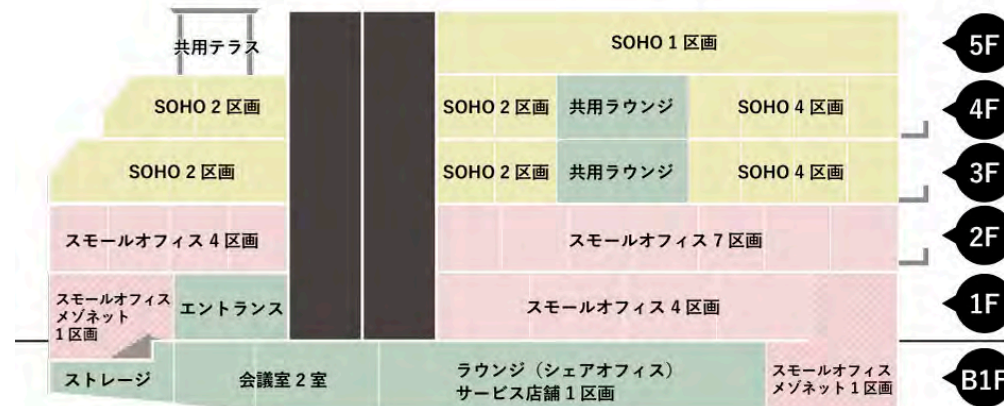 共用テラス
SOHO 1 区画
5F
SOHO 2 区画
SOHO 2 区画
共用ラウンジ
SOHO 4 区画
4F
SOHO 2 区画
SOHO 2 区画
共用ラウンジ
SOHO 4 区画
3F
スモールオフィス 4 区画
スモールオフィス 7 区画
2F
スモールオフィス
メゾネット
1 区画
エントランス
スモールオフィス 4 区画
1F
ストレージ
会議室 2 室
ラウンジ（シェアオフィス）
サービス店舗 1 区画
スモールオフィス
メゾネット 1 区画
B1F